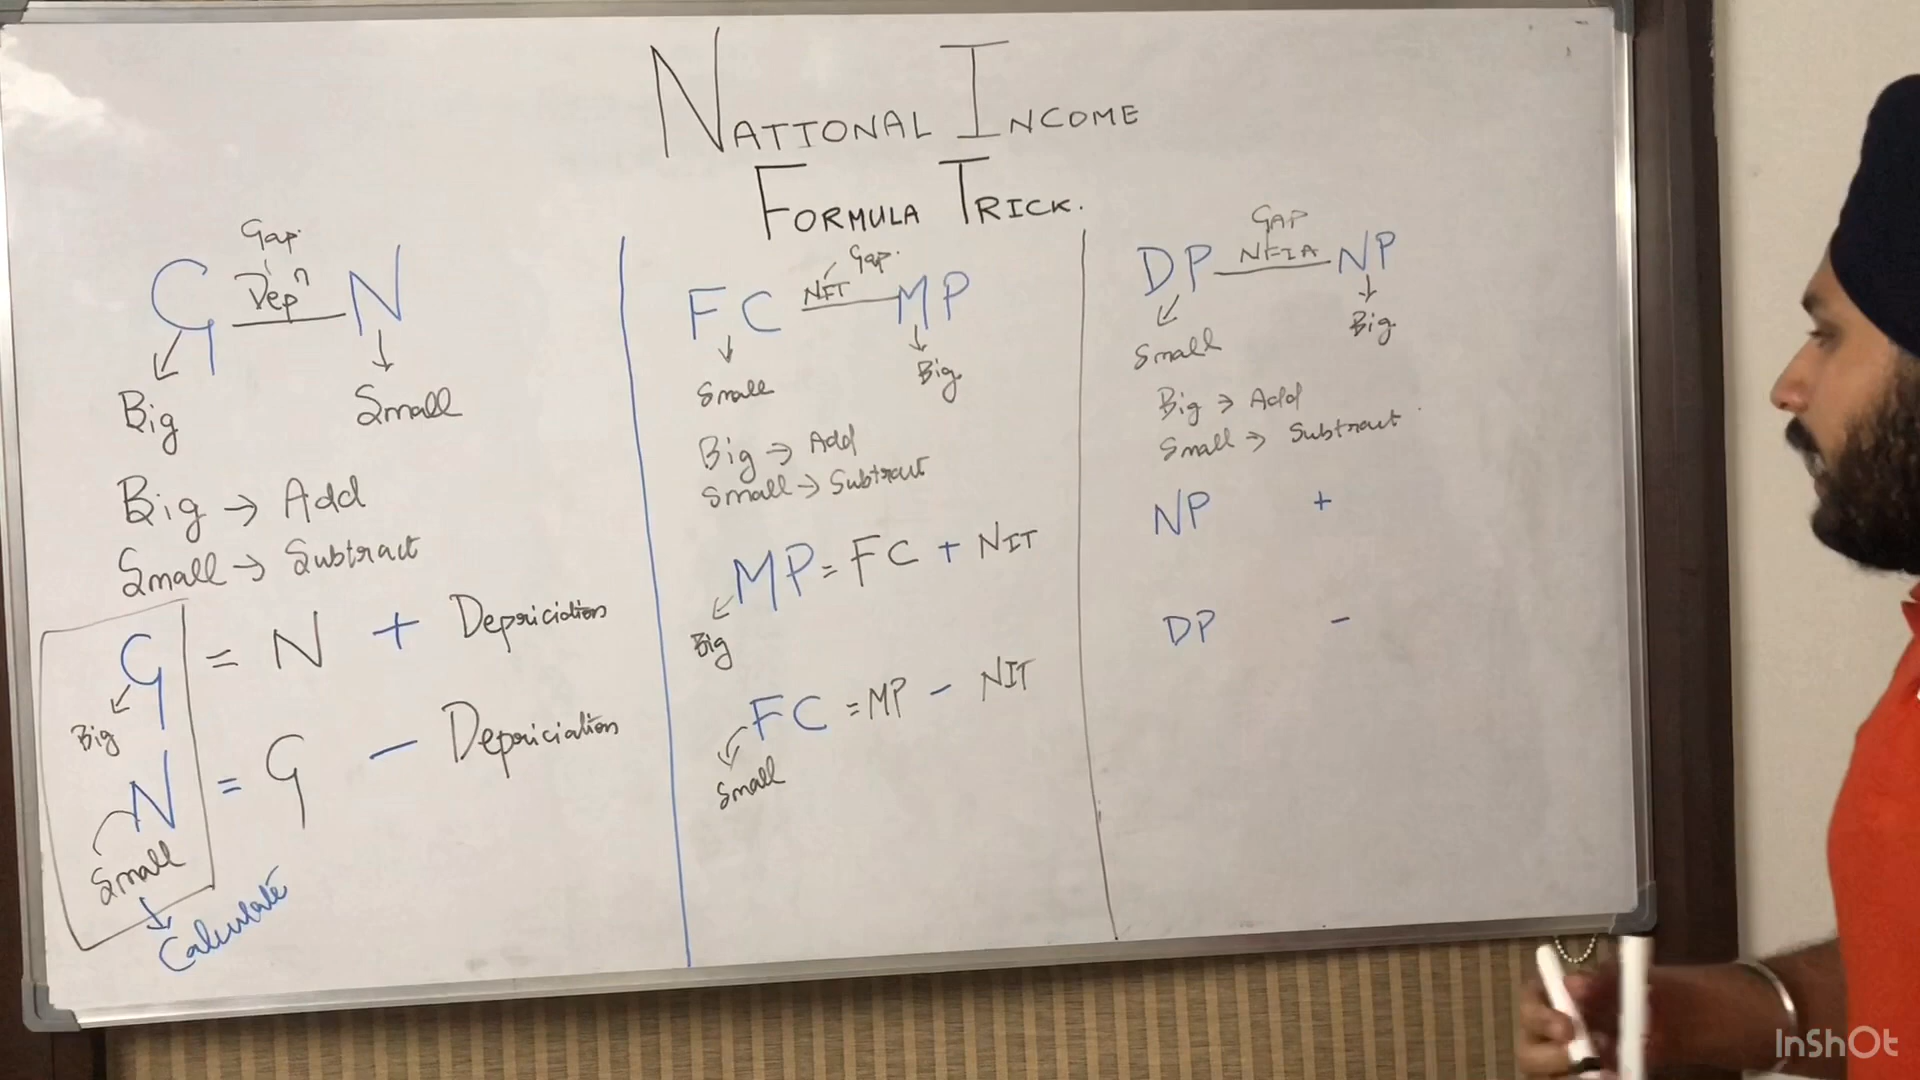 NATIONAL INCOME
FORMULA TRICK.
Gap.
G Depⁿ N
Big Small
Big → Add
Small → Subtract
G = N + Depriciation
Big
N = G - Depriciation
Small
Calculate
Gap.
FC NIT MP
Small Big
Big → Add
Small → Subtract
MP = FC + NIT
Big
FC = MP - NIT
Small
GAP
DP NFIA NP
Small Big
Big → Add
Small → Subtract
NP +
DP -
InShOt